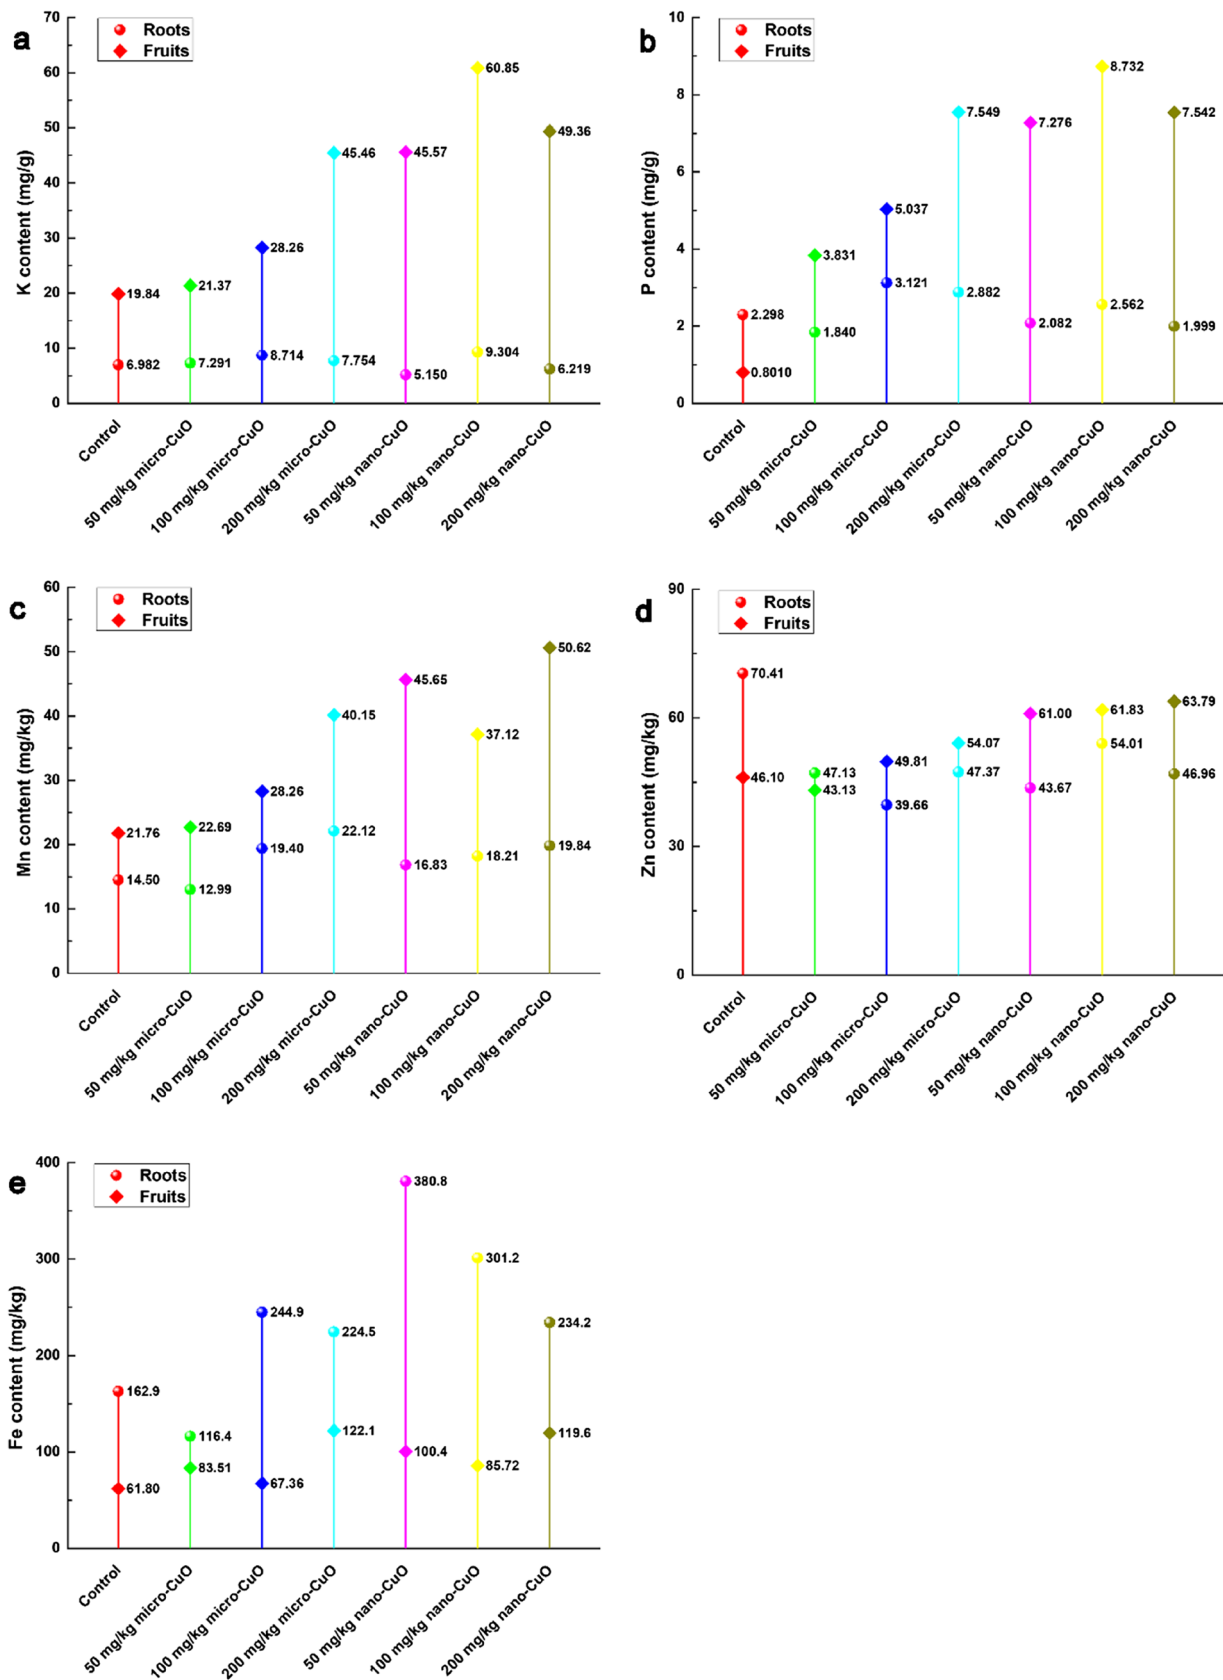 a
Roots
Fruits
K content (mg/g)
70
60
50
40
30
20
10
0
19.84
6.982
21.37
7.291
28.26
8.714
45.46
7.754
45.57
5.150
60.85
9.304
49.36
6.219
Control
50 mg/kg micro-CuO
100 mg/kg micro-CuO
200 mg/kg micro-CuO
50 mg/kg nano-CuO
100 mg/kg nano-CuO
200 mg/kg nano-CuO
b
Roots
Fruits
P content (mg/g)
10
8
6
4
2
0
2.298
0.8010
3.831
1.840
5.037
3.121
7.549
2.882
7.276
2.082
8.732
2.562
7.542
1.999
Control
50 mg/kg micro-CuO
100 mg/kg micro-CuO
200 mg/kg micro-CuO
50 mg/kg nano-CuO
100 mg/kg nano-CuO
200 mg/kg nano-CuO
c
Roots
Fruits
Mn content (mg/kg)
60
50
40
30
20
10
0
21.76
14.50
22.69
12.99
28.26
19.40
40.15
22.12
45.65
16.83
37.12
18.21
50.62
19.84
Control
50 mg/kg micro-CuO
100 mg/kg micro-CuO
200 mg/kg micro-CuO
50 mg/kg nano-CuO
100 mg/kg nano-CuO
200 mg/kg nano-CuO
d
Roots
Fruits
Zn content (mg/kg)
90
60
30
0
70.41
46.10
47.13
43.13
49.81
39.66
54.07
47.37
61.00
43.67
61.83
54.01
63.79
46.96
Control
50 mg/kg micro-CuO
100 mg/kg micro-CuO
200 mg/kg micro-CuO
50 mg/kg nano-CuO
100 mg/kg nano-CuO
200 mg/kg nano-CuO
e
Roots
Fruits
Fe content (mg/kg)
400
300
200
100
0
162.9
61.80
116.4
83.51
244.9
67.36
224.5
122.1
380.8
100.4
301.2
85.72
234.2
119.6
Control
50 mg/kg micro-CuO
100 mg/kg micro-CuO
200 mg/kg micro-CuO
50 mg/kg nano-CuO
100 mg/kg nano-CuO
200 mg/kg nano-CuO